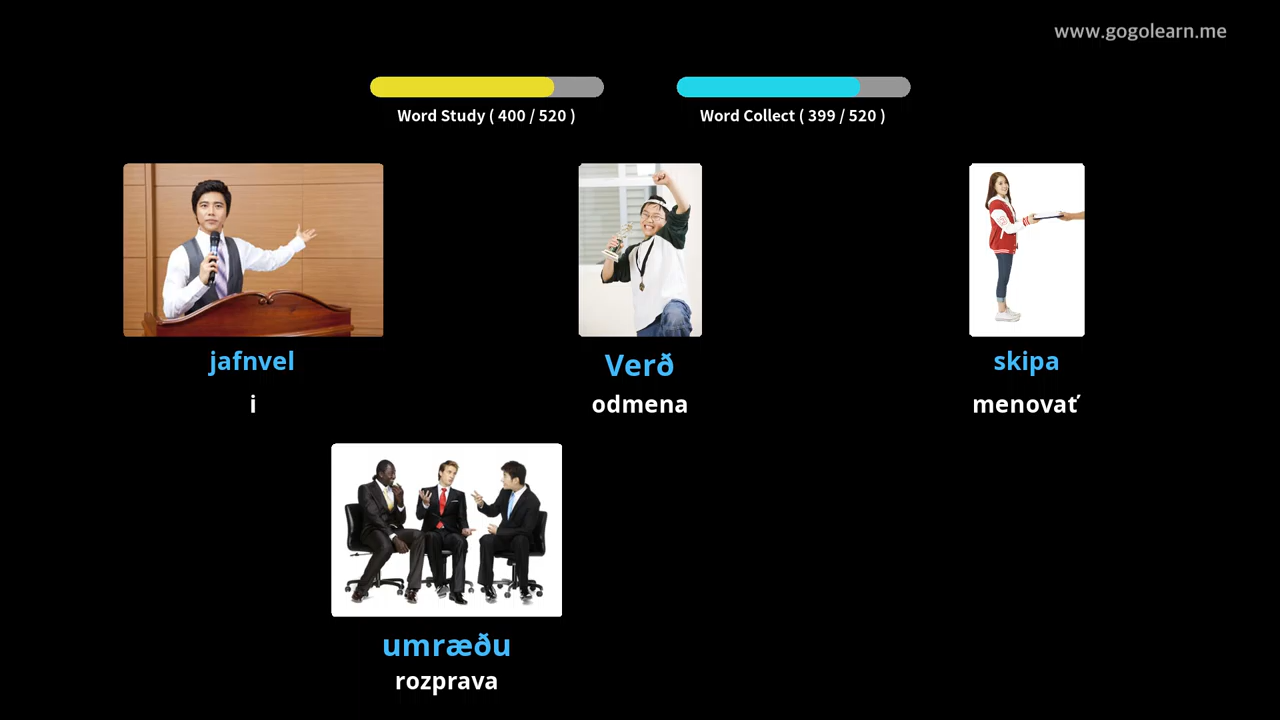 www.gogolearn.me
Word Study ( 400 / 520 )
Word Collect ( 399 / 520 )
jafnvel
i
Verð
odmena
skipa
menovať
umræðu
rozprava